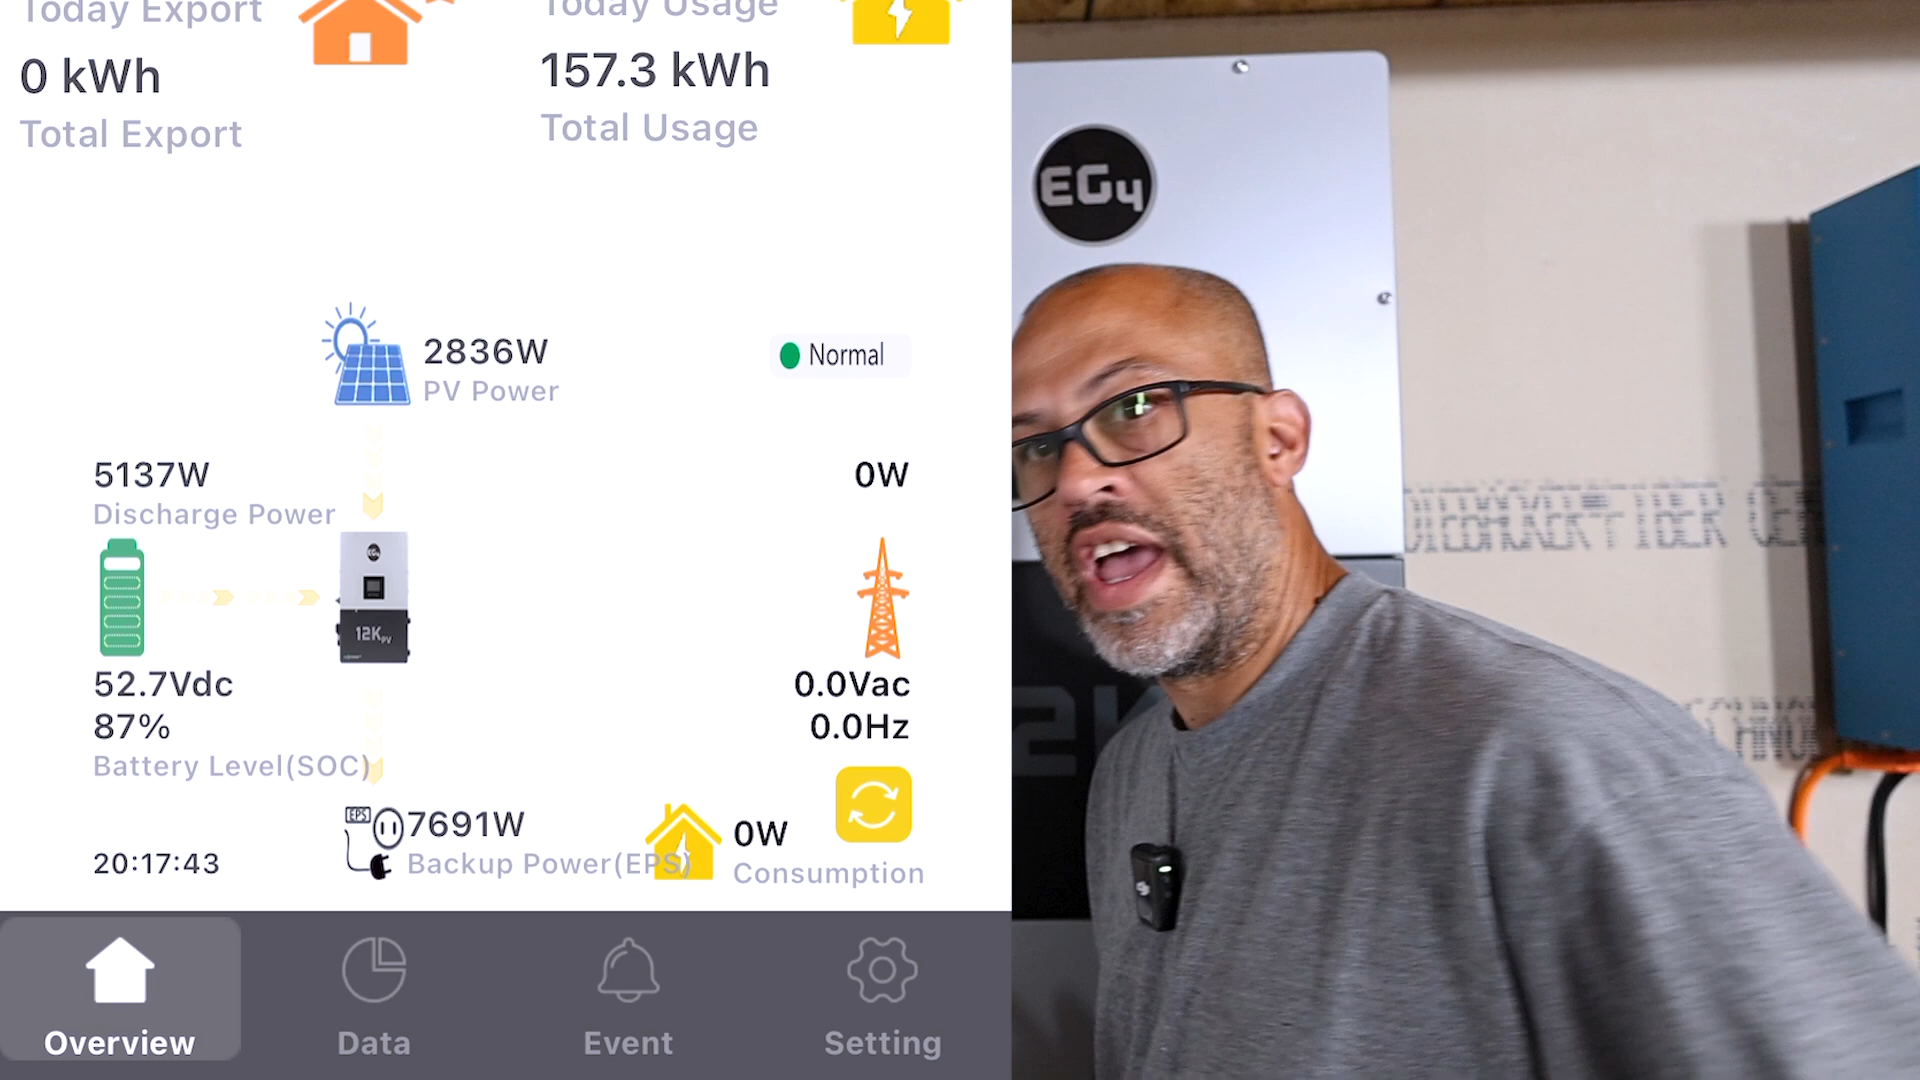 Today Export
0 kWh
Total Export
Today Usage
157.3 kWh
Total Usage
2836W
PV Power
Normal
5137W
Discharge Power
0W
EG4
12KPV
52.7Vdc
87%
Battery Level(SOC)
0.0Vac
0.0Hz
EPS
7691W
Backup Power(EPS)
0W
Consumption
20:17:43
Overview
Data
Event
Setting
EG4